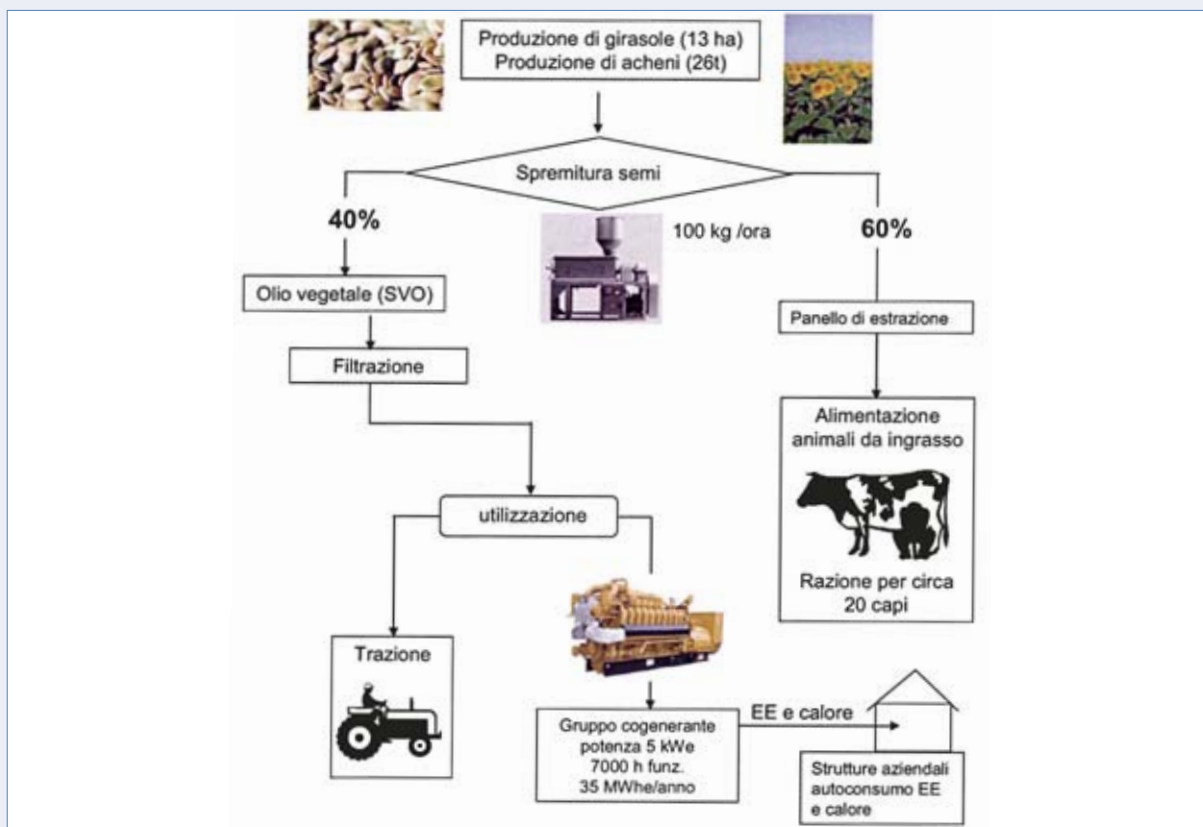 Produzione di girasole (13 ha)
Produzione di acheni (26t)
Spremitura semi
40%
100 kg /ora
60%
Olio vegetale (SVO)
Panello di estrazione
Filtrazione
Alimentazione
animali da ingrasso
utilizzazione
Razione per circa
20 capi
Trazione
Gruppo cogenerante
potenza 5 kWe
7000 h funz.
35 MWhe/anno
EE e calore
Strutture aziendali
autoconsumo EE
e calore